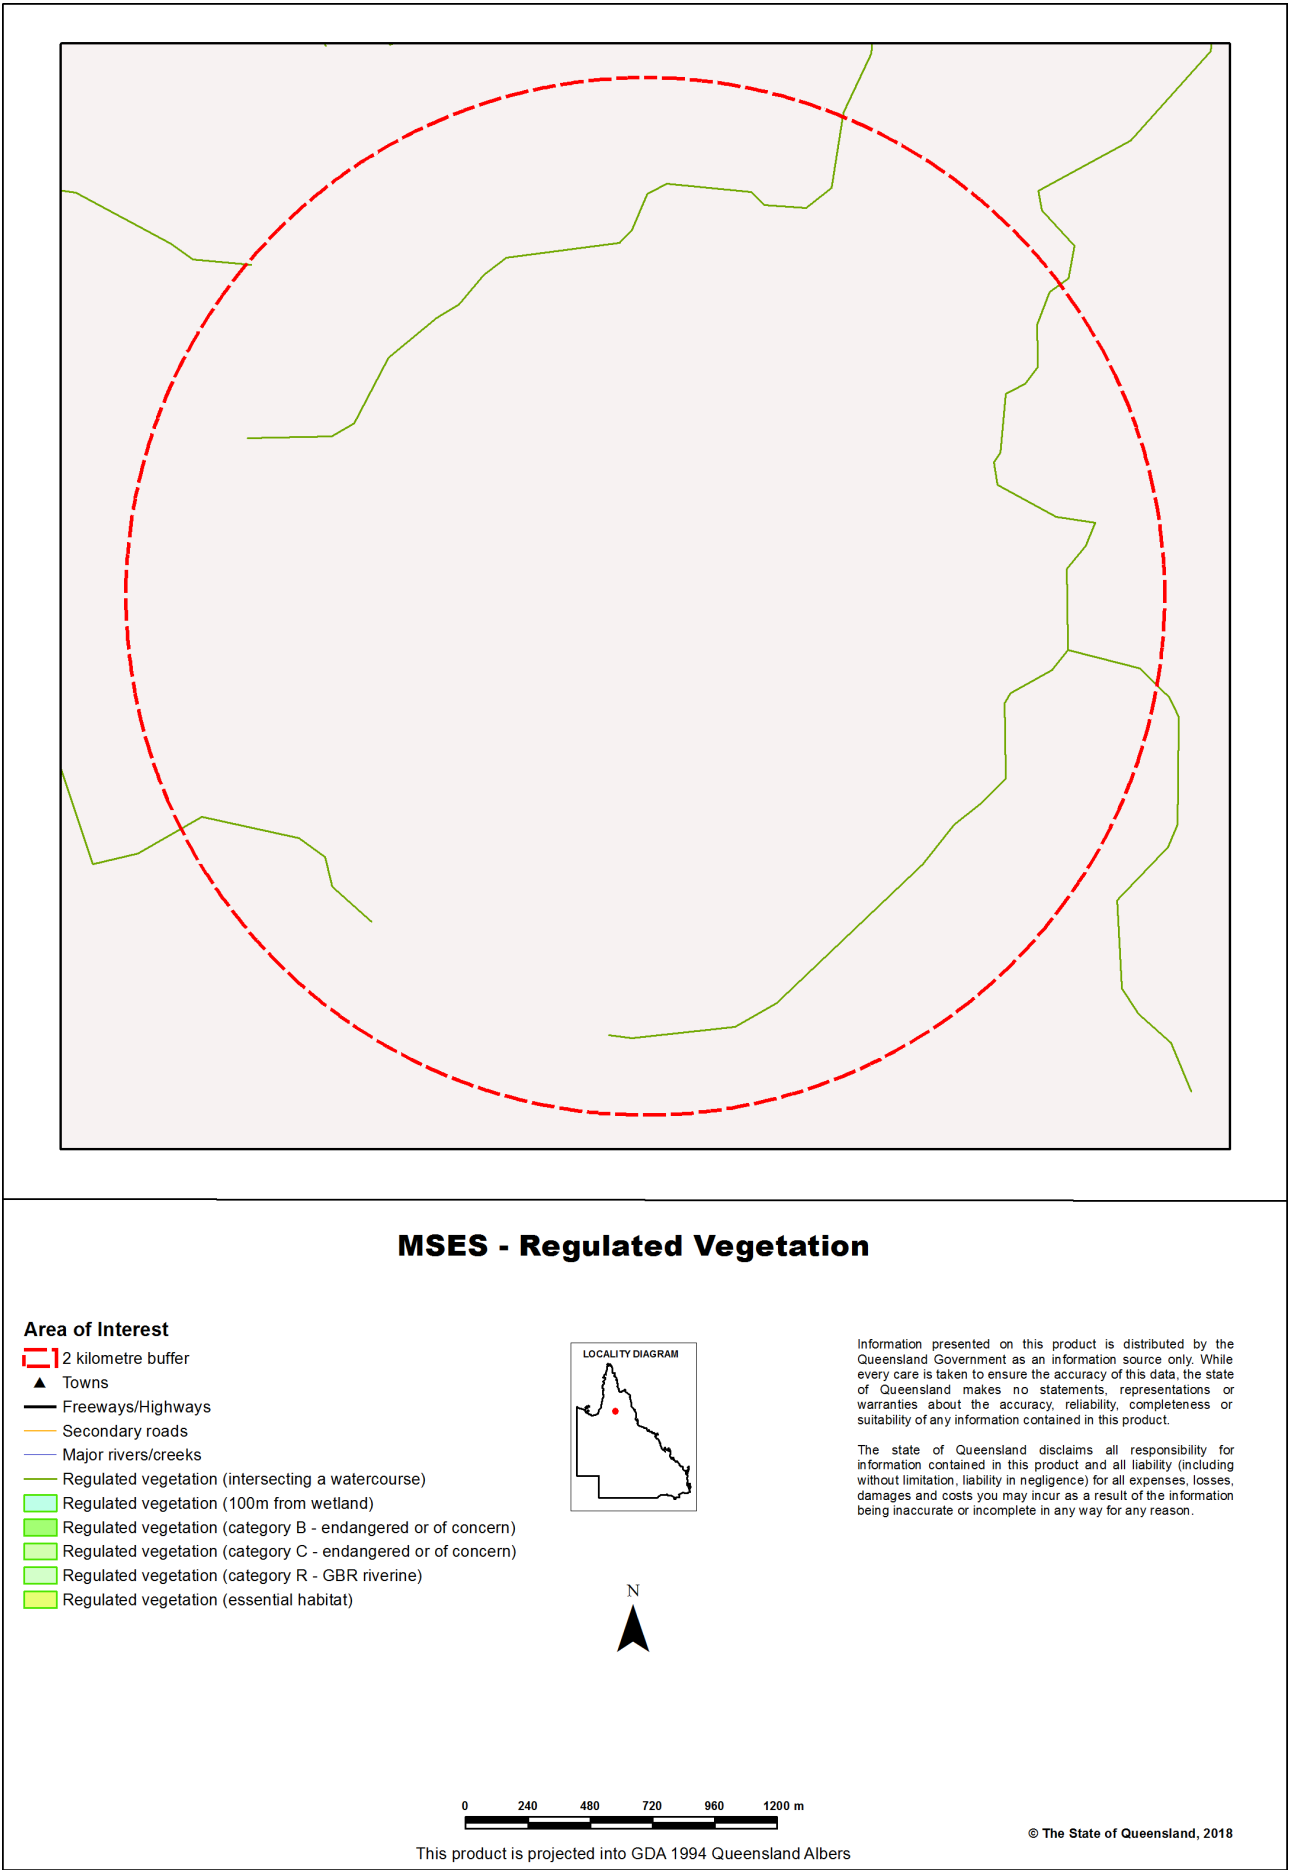 MSES - Regulated Vegetation
Area of Interest
2 kilometre buffer
Towns
Freeways/Highways
Secondary roads
Major rivers/creeks
Regulated vegetation (intersecting a watercourse)
Regulated vegetation (100m from wetland)
Regulated vegetation (category B - endangered or of concern)
Regulated vegetation (category C - endangered or of concern)
Regulated vegetation (category R - GBR riverine)
Regulated vegetation (essential habitat)
LOCALITY DIAGRAM
N
Information presented on this product is distributed by the
Queensland Government as an information source only. While
every care is taken to ensure the accuracy of this data, the state
of Queensland makes no statements, representations or
warranties about the accuracy, reliability, completeness or
suitability of any information contained in this product.
The state of Queensland disclaims all responsibility for
information contained in this product and all liability (including
without limitation, liability in negligence) for all expenses, losses,
damages and costs you may incur as a result of the information
being inaccurate or incomplete in any way for any reason.
0 240 480 720 960 1200 m
This product is projected into GDA 1994 Queensland Albers
© The State of Queensland, 2018